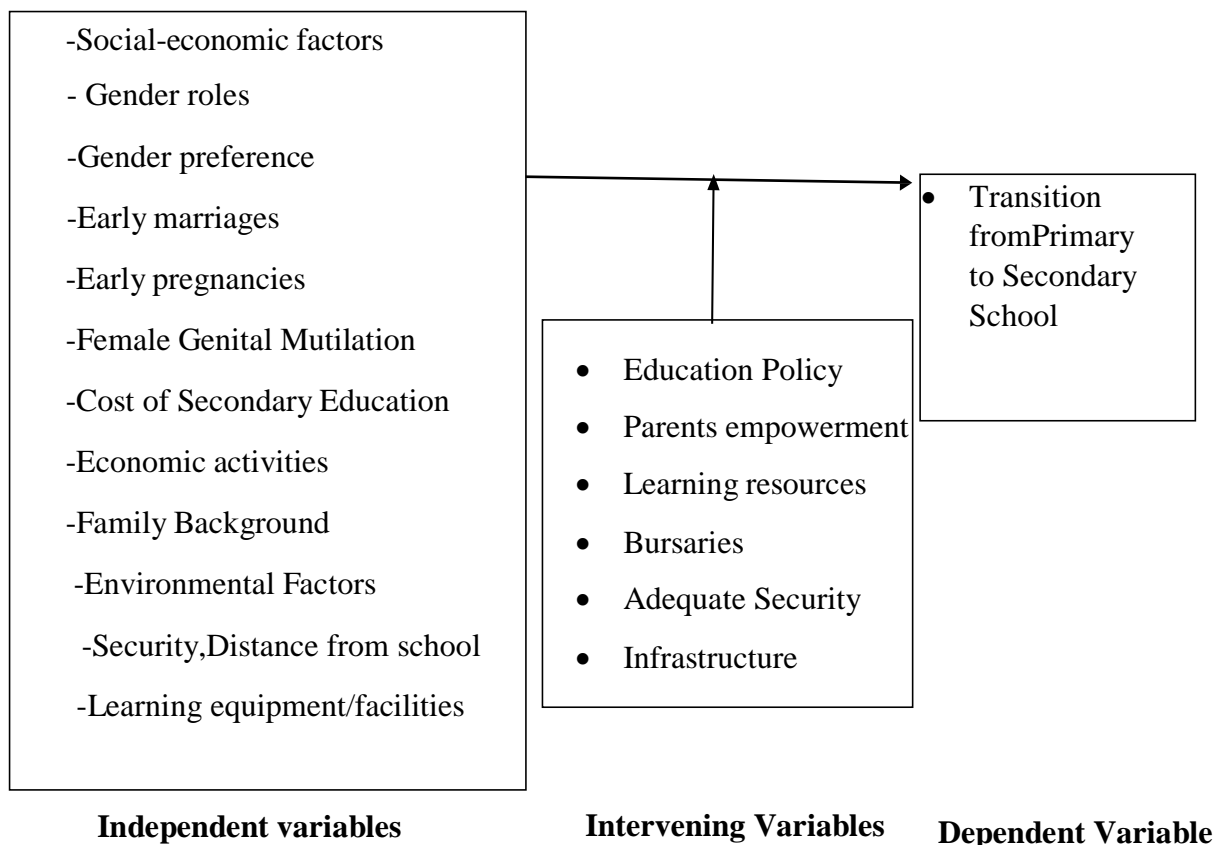 -Social-economic factors
- Gender roles
-Gender preference
-Early marriages
-Early pregnancies
-Female Genital Mutilation
-Cost of Secondary Education
-Economic activities
-Family Background
-Environmental Factors
-Security,Distance from school
-Learning equipment/facilities
• Education Policy
• Parents empowerment
• Learning resources
• Bursaries
• Adequate Security
• Infrastructure
• Transition
fromPrimary
to Secondary
School
Independent variables
Intervening Variables
Dependent Variable